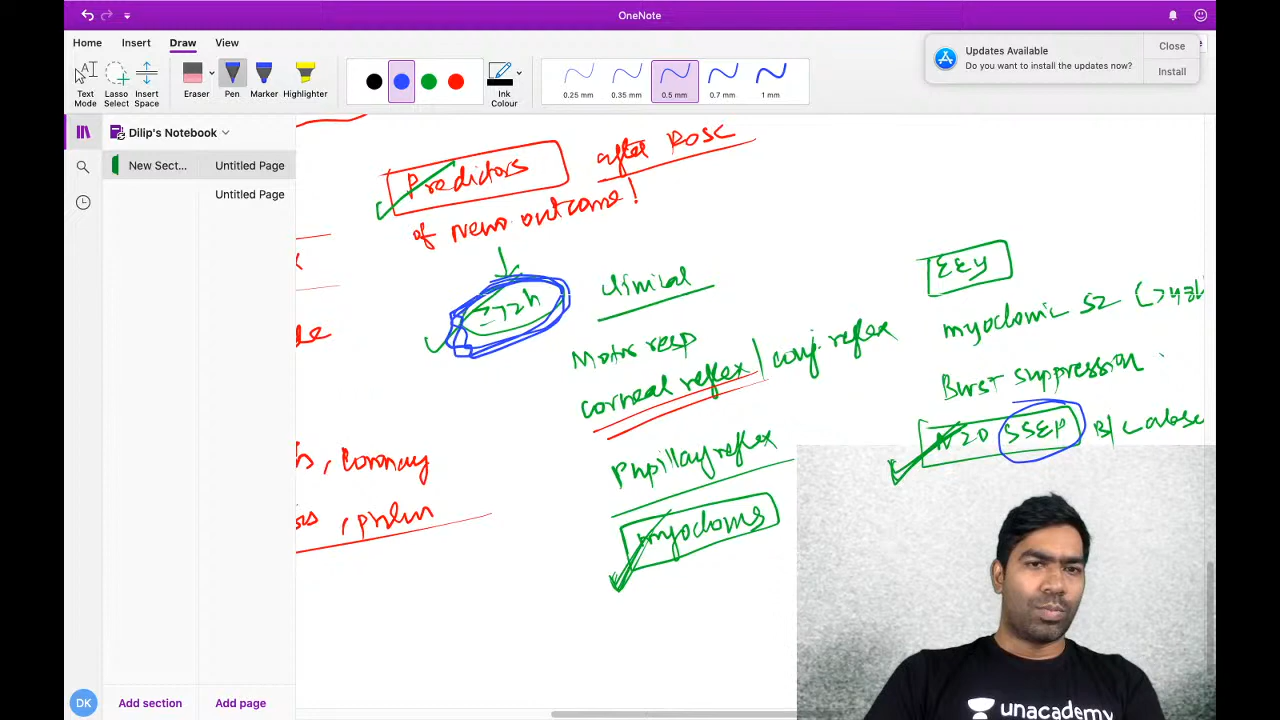 OneNote
Home Insert Draw View
Updates Available
Do you want to install the updates now?
Close
Install
Text Mode
Lasso Select
Insert Space
Eraser
Pen
Marker
Highlighter
Ink Colour
0.25 mm
0.35 mm
0.5 mm
0.7 mm
1 mm
Dilip's Notebook
New Sect...
Untitled Page
Untitled Page
Predictors after ROSC
of neuro outcome!
≥72h
clinical
Motor resp
corneal reflex / conj. reflex
Pupillary reflex
myoclonus
EEG
myoclonic SZ
Burst suppression
N20 SSEP B/L
, coronary
DK
Add section
Add page
unacademy